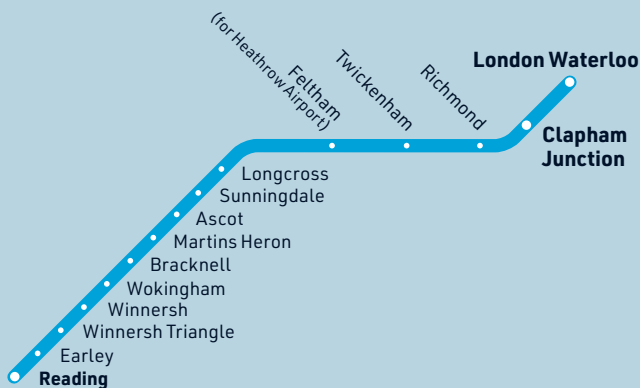 London Waterloo
Clapham
Junction
Richmond
Twickenham
Feltham
(for Heathrow Airport)
Longcross
Sunningdale
Ascot
Martins Heron
Bracknell
Wokingham
Winnersh
Winnersh Triangle
Earley
Reading